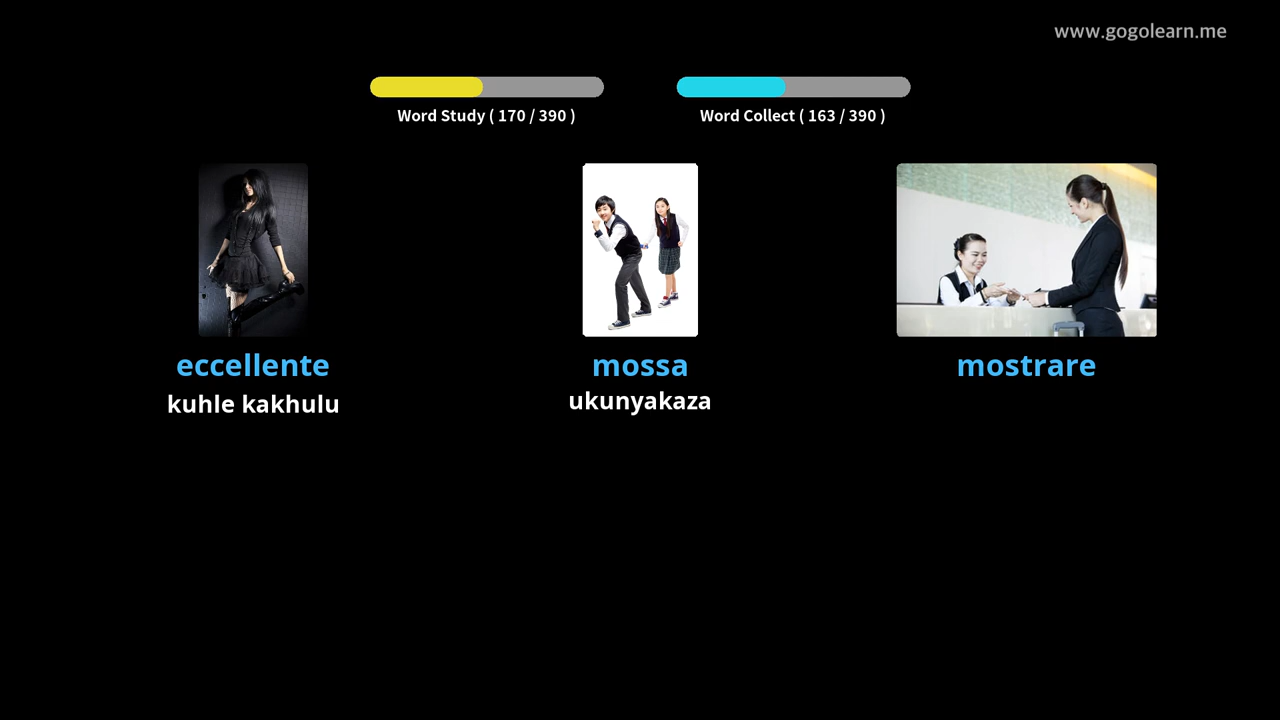 www.gogolearn.me
Word Study ( 170 / 390 )
Word Collect ( 163 / 390 )
eccellente
kuhle kakhulu
mossa
ukunyakaza
mostrare